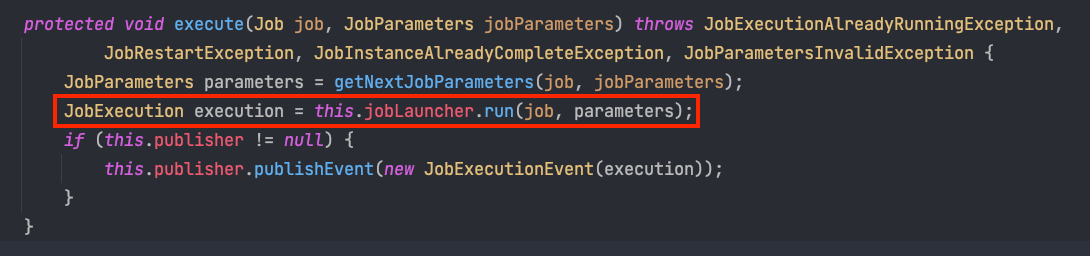 protected void execute(Job job, JobParameters jobParameters) throws JobExecutionAlreadyRunningException,
        JobRestartException, JobInstanceAlreadyCompleteException, JobParametersInvalidException {
    JobParameters parameters = getNextJobParameters(job, jobParameters);
    JobExecution execution = this.jobLauncher.run(job, parameters);
    if (this.publisher != null) {
        this.publisher.publishEvent(new JobExecutionEvent(execution));
    }
}